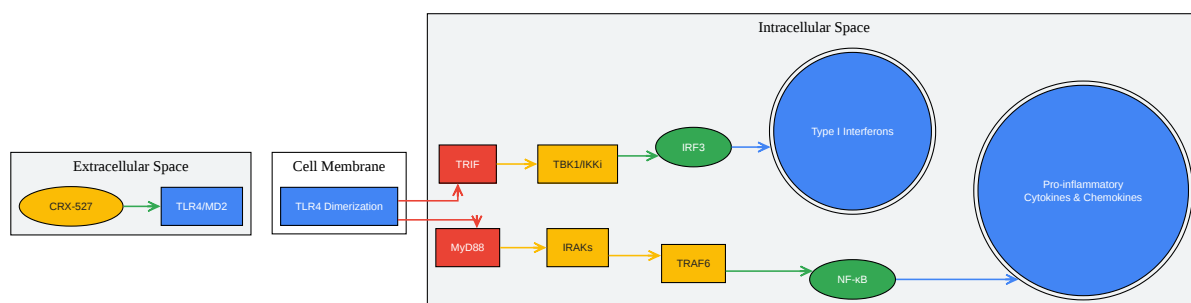 Extracellular Space
CRX-527
TLR4/MD2
Cell Membrane
TLR4 Dimerization
Intracellular Space
TRIF
TBK1/IKKi
IRF3
Type I Interferons
MyD88
IRAKs
TRAF6
NF-κB
Pro-inflammatory
Cytokines & Chemokines